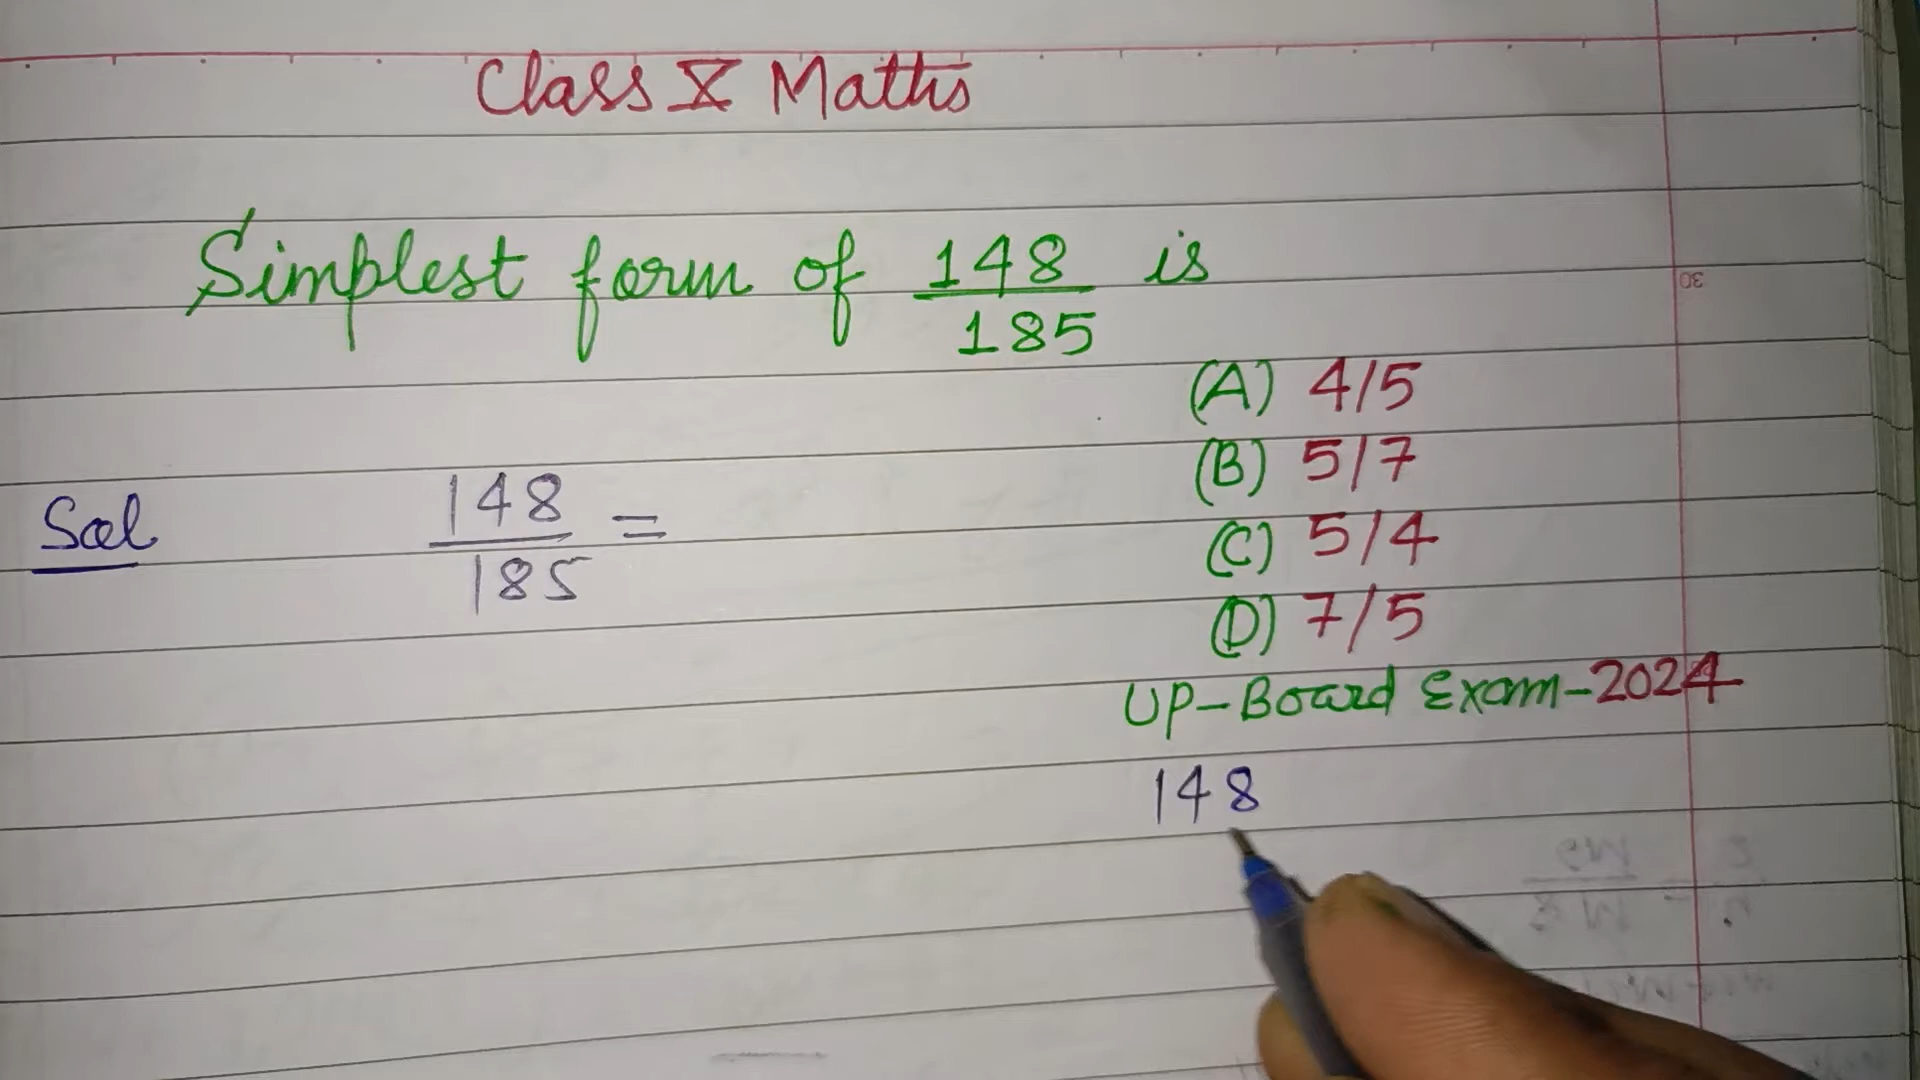 Class X Maths
Simplest form of 148/185 is
(A) 4/5
(B) 5/7
(C) 5/4
(D) 7/5
Sol 148/185 =
UP-Board Exam-2024
148
30